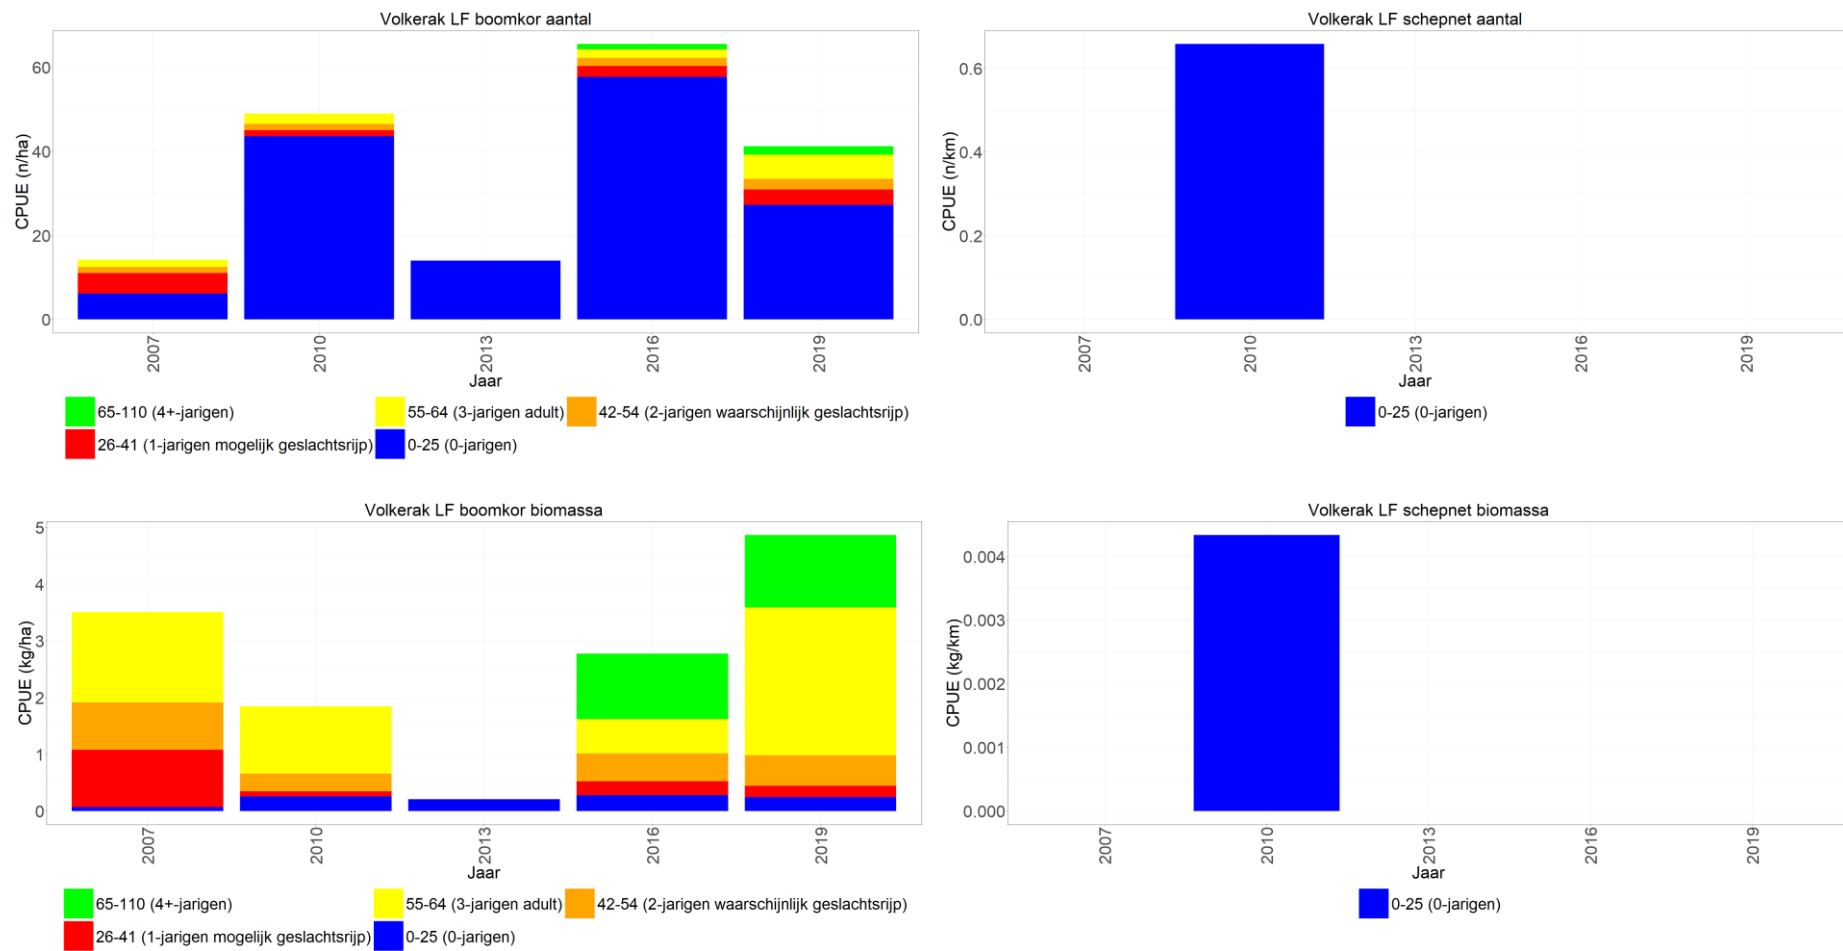 Volkerak LF boomkor aantal
CPUE (n/ha)
60
40
20
0
2007 2010 2013 2016 2019
Jaar
65-110 (4+-jarigen) 55-64 (3-jarigen adult) 42-54 (2-jarigen waarschijnlijk geslachtsrijp)
26-41 (1-jarigen mogelijk geslachtsrijp) 0-25 (0-jarigen)
Volkerak LF schepnet aantal
CPUE (n/km)
0.6
0.4
0.2
0.0
2007 2010 2013 2016 2019
Jaar
0-25 (0-jarigen)
Volkerak LF boomkor biomassa
CPUE (kg/ha)
5
4
3
2
1
0
2007 2010 2013 2016 2019
Jaar
65-110 (4+-jarigen) 55-64 (3-jarigen adult) 42-54 (2-jarigen waarschijnlijk geslachtsrijp)
26-41 (1-jarigen mogelijk geslachtsrijp) 0-25 (0-jarigen)
Volkerak LF schepnet biomassa
CPUE (kg/km)
0.004
0.003
0.002
0.001
0.000
2007 2010 2013 2016 2019
Jaar
0-25 (0-jarigen)